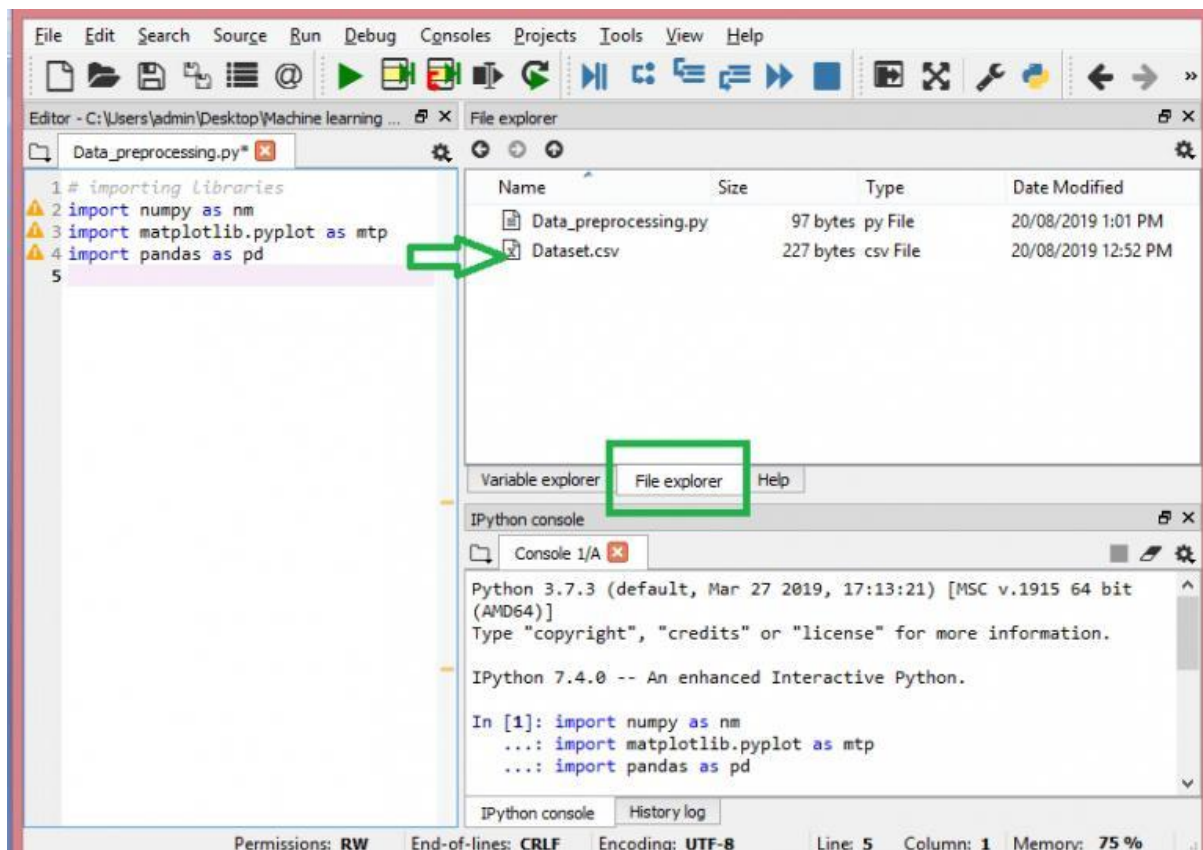 File Edit Search Source Run Debug Consoles Projects Tools View Help
Editor - C:\Users\admin\Desktop\Machine learning ...
Data_preprocessing.py*
1 # importing libraries
2 import numpy as nm
3 import matplotlib.pyplot as mtp
4 import pandas as pd
5
File explorer
Name Size Type Date Modified
Data_preprocessing.py 97 bytes py File 20/08/2019 1:01 PM
Dataset.csv 227 bytes csv File 20/08/2019 12:52 PM
Variable explorer File explorer Help
IPython console
Console 1/A
Python 3.7.3 (default, Mar 27 2019, 17:13:21) [MSC v.1915 64 bit
(AMD64)]
Type "copyright", "credits" or "license" for more information.
IPython 7.4.0 -- An enhanced Interactive Python.
In [1]: import numpy as nm
...: import matplotlib.pyplot as mtp
...: import pandas as pd
IPython console History log
Permissions: RW End-of-lines: CRLF Encoding: UTF-8 Line: 5 Column: 1 Memory: 75 %